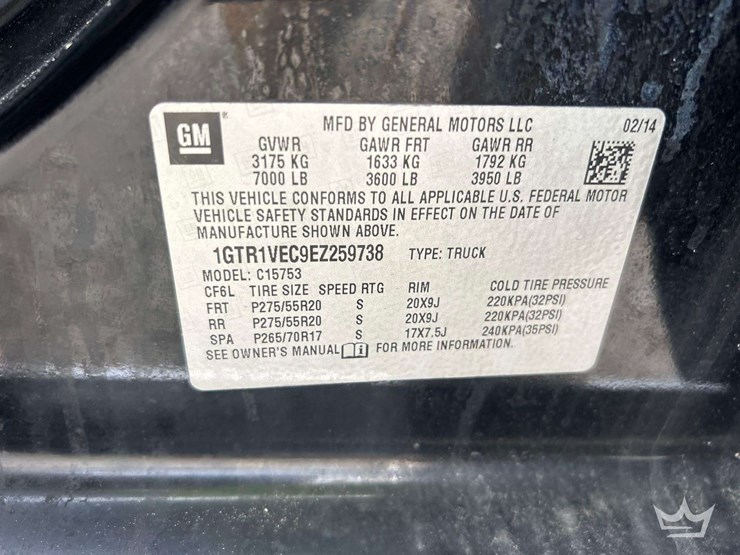 GM®
MFD BY GENERAL MOTORS LLC 02/14
GVWR GAWR FRT GAWR RR
3175 KG 1633 KG 1792 KG
7000 LB 3600 LB 3950 LB
THIS VEHICLE CONFORMS TO ALL APPLICABLE U.S. FEDERAL MOTOR
VEHICLE SAFETY STANDARDS IN EFFECT ON THE DATE OF
MANUFACTURE SHOWN ABOVE.
1GTR1VEC9EZ259738 TYPE: TRUCK
MODEL: C15753
CF6L TIRE SIZE SPEED RTG RIM COLD TIRE PRESSURE
FRT P275/55R20 S 20X9J 220KPA(32PSI)
RR P275/55R20 S 20X9J 220KPA(32PSI)
SPA P265/70R17 S 17X7.5J 240KPA(35PSI)
SEE OWNER'S MANUAL FOR MORE INFORMATION.